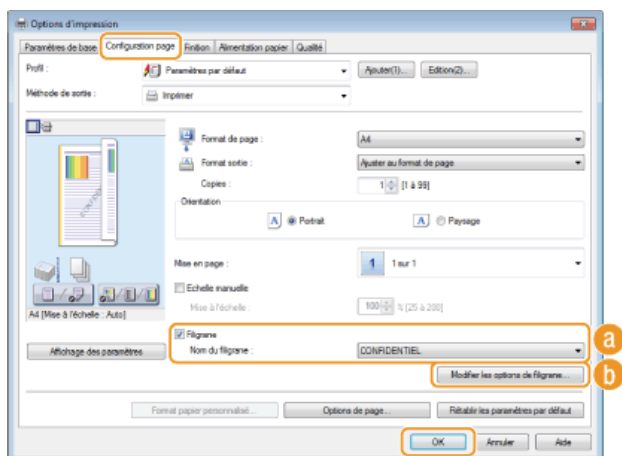 Options d'impression
Paramètres de base Configuration page Finition Alimentation papier Qualité
Profil : Paramètres par défaut Ajouter(1)... Edition(2)...
Méthode de sortie : Imprimer
Format de page : A4
Format sortie : Ajuster au format de page
Copies : 1 [1 à 99]
Orientation
A Portrait A Paysage
Mise en page : 1 1 sur 1
Echelle manuelle
Mise à l'échelle : 100 % [25 à 200]
A4 [Mise à l'échelle : Auto]
Filigrane a
Affichage des paramètres Nom du filigrane : CONFIDENTIEL
Modifier les options de filigrane... b
Format papier personnalisé... Options de page... Rétablir les paramètres par défaut
OK Annuler Aide